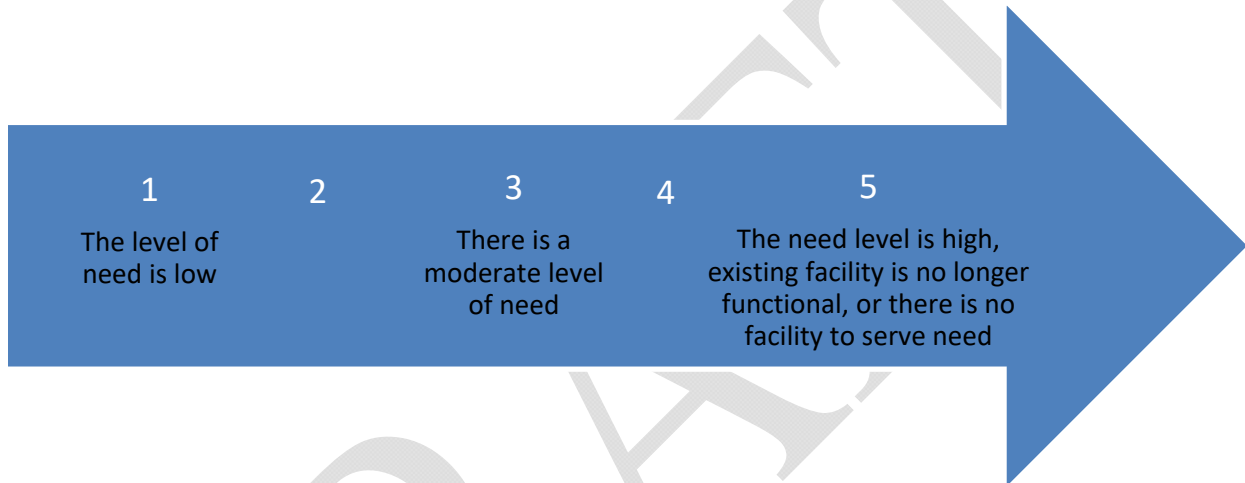 1 2 3 4 5
The level of
need is low
There is a
moderate level
of need
The need level is high,
existing facility is no longer
functional, or there is no
facility to serve need